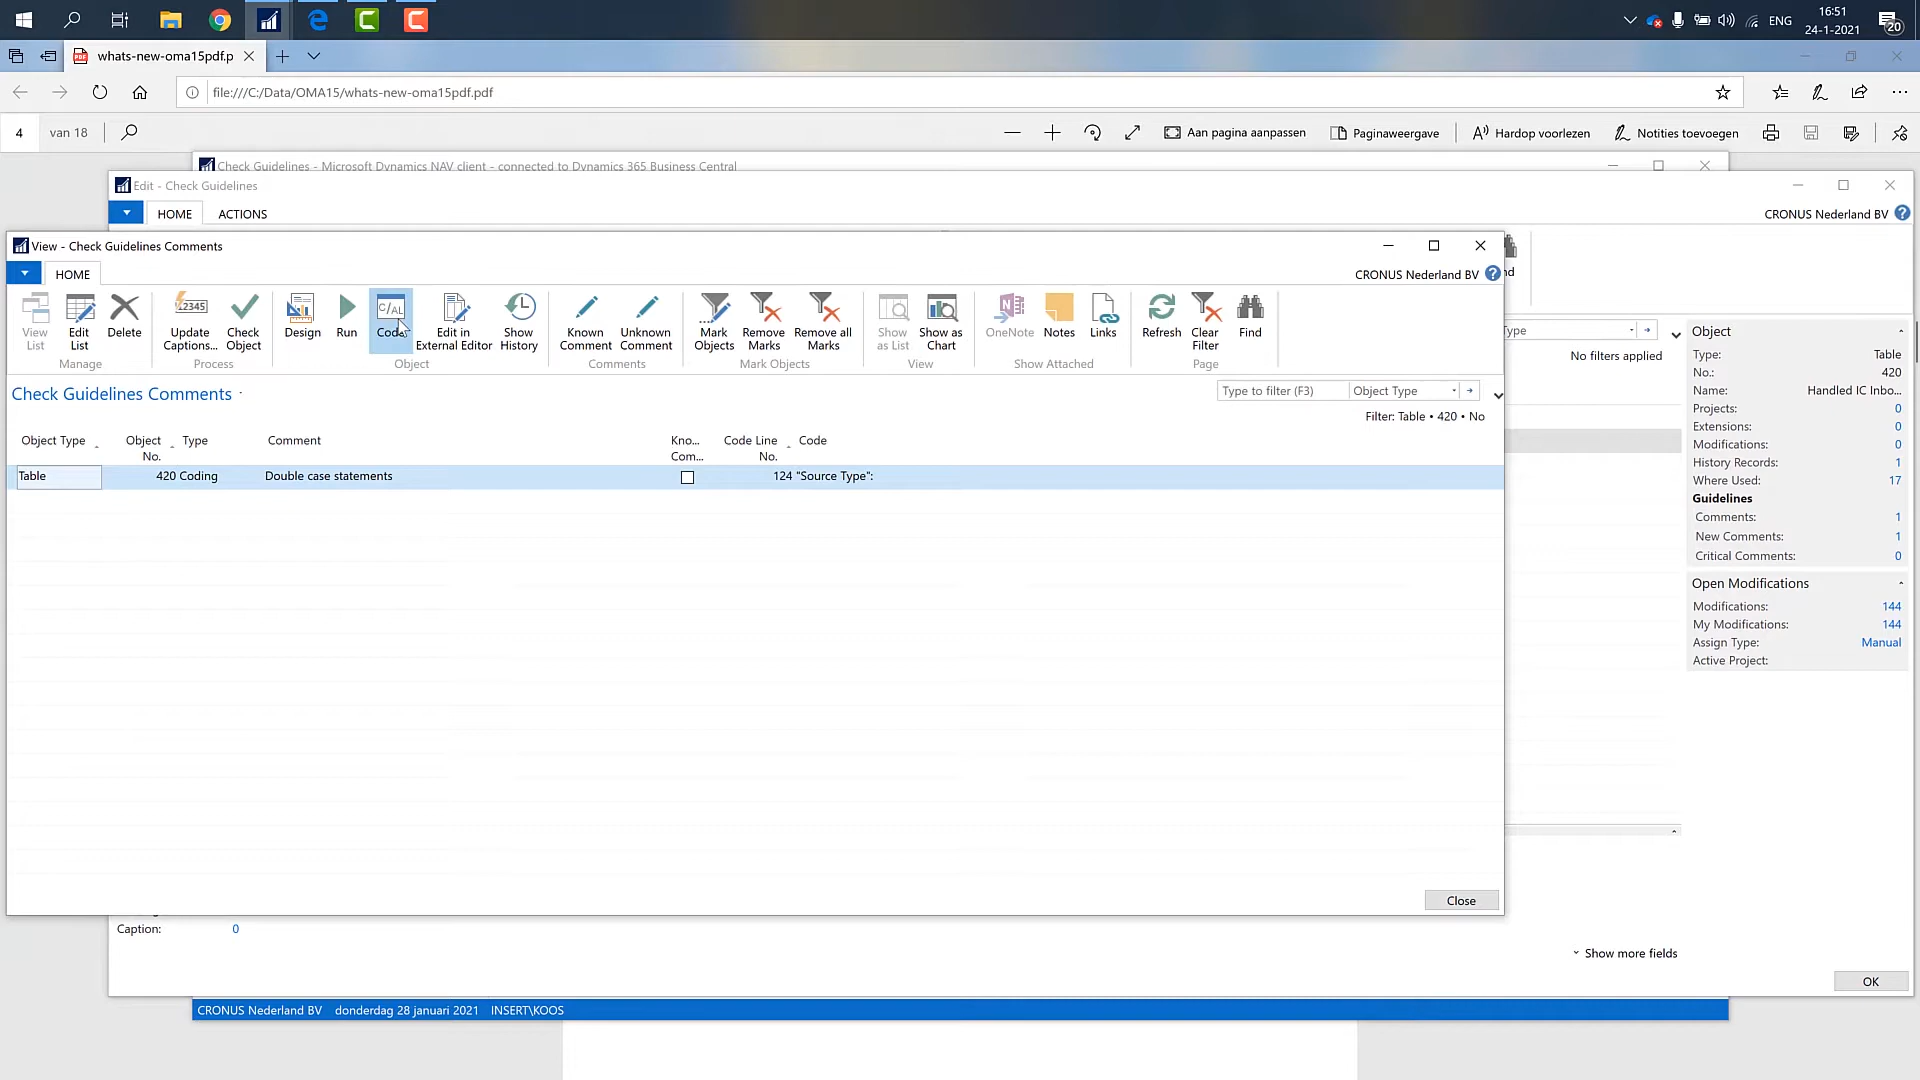 16:51
ENG
24-1-2021
20
whats-new-oma15pdf.p
file:///C:/Data/OMA15/whats-new-oma15pdf.pdf
4 van 18
Aan pagina aanpassen
Paginaweergave
Hardop voorlezen
Notities toevoegen
Check Guidelines - Microsoft Dynamics NAV client - connected to Dynamics 365 Business Central
Edit - Check Guidelines
HOME ACTIONS
CRONUS Nederland BV
View - Check Guidelines Comments
HOME
CRONUS Nederland BV
View List
Edit List
Delete
Update Captions...
Check Object
Design
Run
C/AL
Code
Edit in External Editor
Show History
Known Comment
Unknown Comment
Mark Objects
Remove Marks
Remove all Marks
Show as List
Show as Chart
OneNote
Notes
Links
Refresh
Clear Filter
Find
Manage
Process
Object
Comments
Mark Objects
View
Show Attached
Page
Check Guidelines Comments
Type to filter (F3)
Object Type
Filter: Table • 420 • No
Object Type
Object No.
Type
Comment
Kno... Com...
Code Line No.
Code
Table 420 Coding Double case statements 124 "Source Type":
Close
No filters applied
Object
Type: Table
No.: 420
Name: Handled IC Inbo...
Projects: 0
Extensions: 0
Modifications: 0
History Records: 1
Where Used: 17
Guidelines
Comments: 1
New Comments: 1
Critical Comments: 0
Open Modifications
Modifications: 144
My Modifications: 144
Assign Type: Manual
Active Project:
Caption: 0
Show more fields
OK
CRONUS Nederland BV donderdag 28 januari 2021 INSERT\KOOS